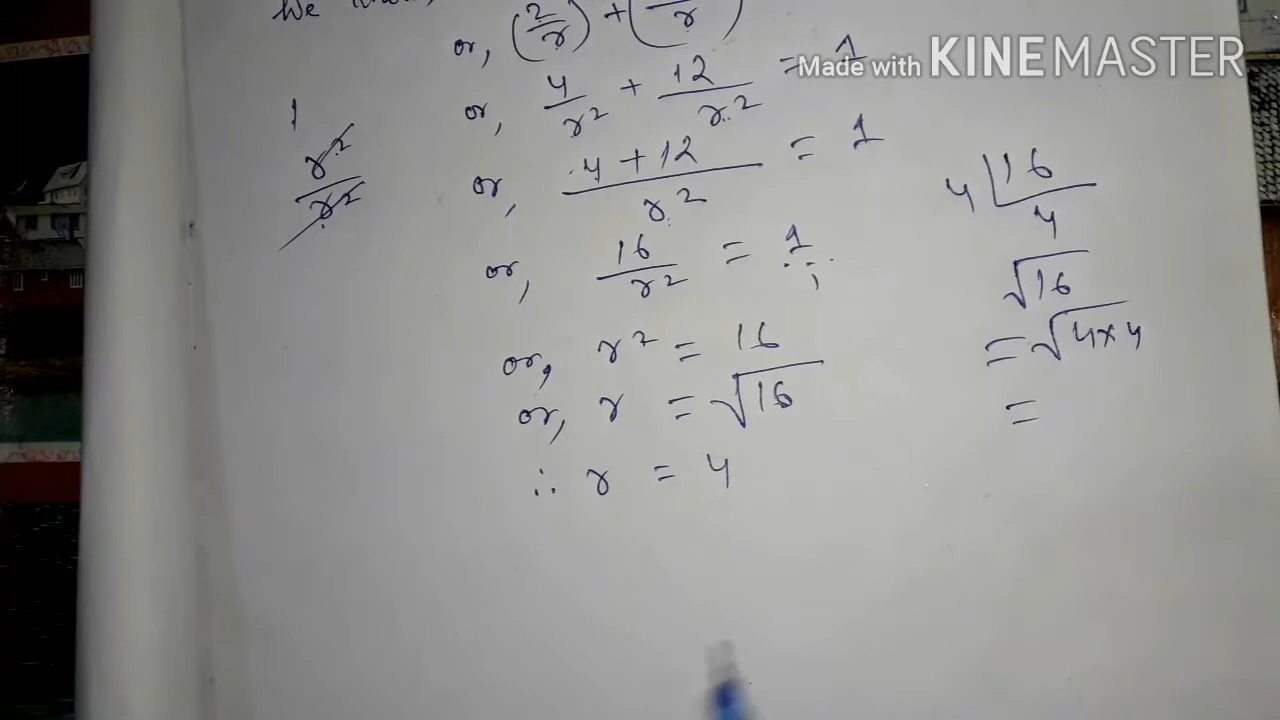 We
or, (2/r) + ( /r)
Made with KINEMASTER
or, 4/r² + 12/r² = 1
or, 4 + 12/r² = 1
or, 16/r² = 1
or, r² = 16
or, r = √16
∴ r = 4
1
r²/r²
4 16
4
√16
= √4×4
=